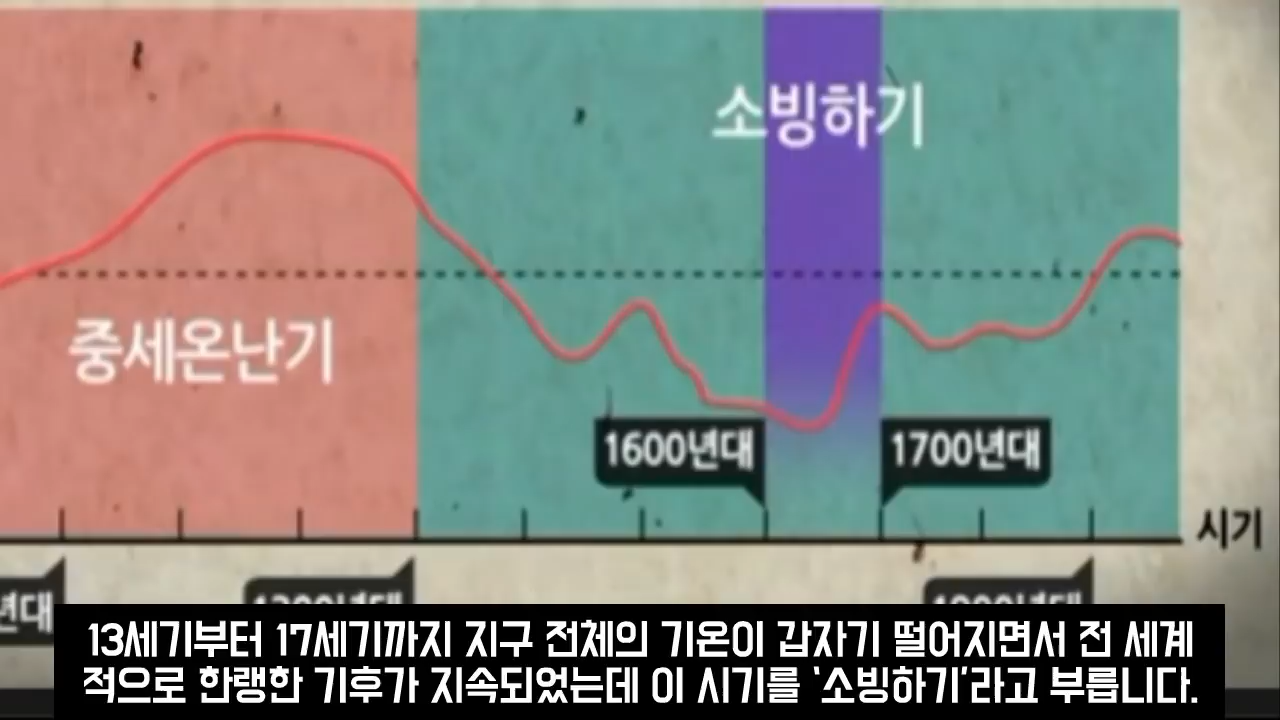 소빙하기
중세온난기
1600년대
1700년대
시기
년대
13세기부터 17세기까지 지구 전체의 기온이 갑자기 떨어지면서 전 세계
적으로 한랭한 기후가 지속되었는데 이 시기를 '소빙하기'라고 부릅니다.